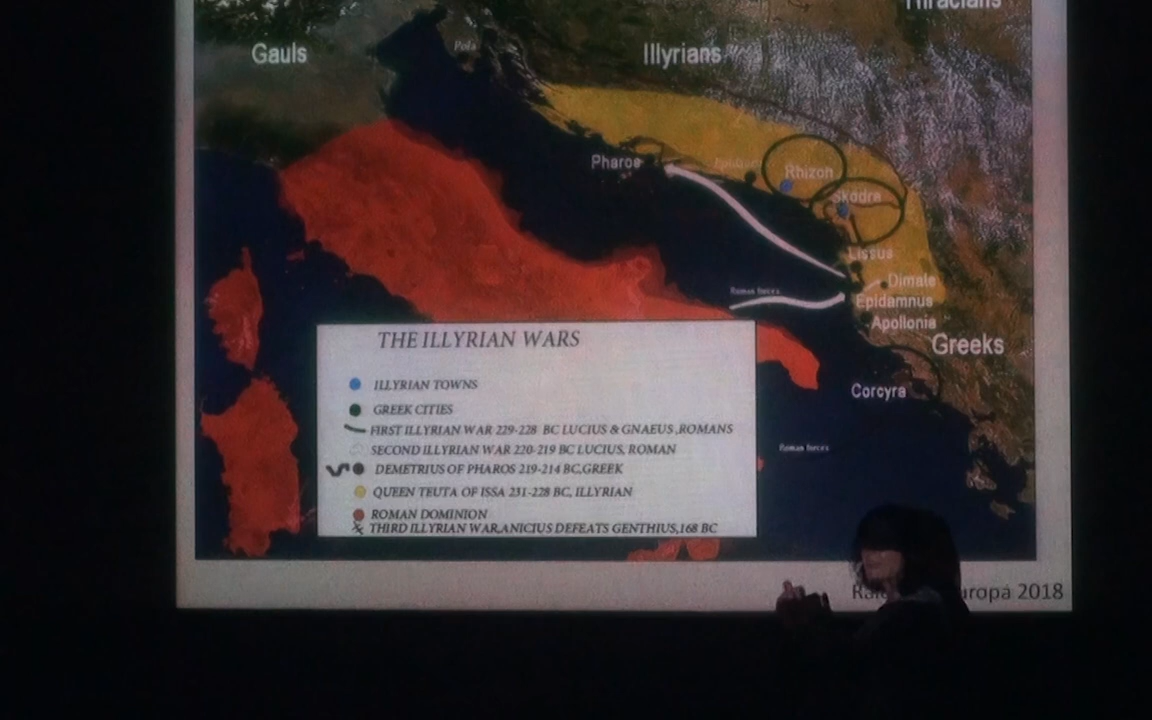 Thracians
Gauls
Pola
Illyrians
Pharos
Rhizon
Skodra
Lissus
Dimale
Roman forces
Epidamnus
Apollonia
Greeks
Corcyra
Roman forces
THE ILLYRIAN WARS
ILLYRIAN TOWNS
GREEK CITIES
FIRST ILLYRIAN WAR 229-228 BC LUCIUS & GNAEUS ,ROMANS
SECOND ILLYRIAN WAR 220-219 BC LUCIUS, ROMAN
DEMETRIUS OF PHAROS 219-214 BC,GREEK
QUEEN TEUTA OF ISSA 231-228 BC, ILLYRIAN
ROMAN DOMINION
THIRD ILLYRIAN WAR,ANICIUS DEFEATS GENTHIUS,168 BC
2018